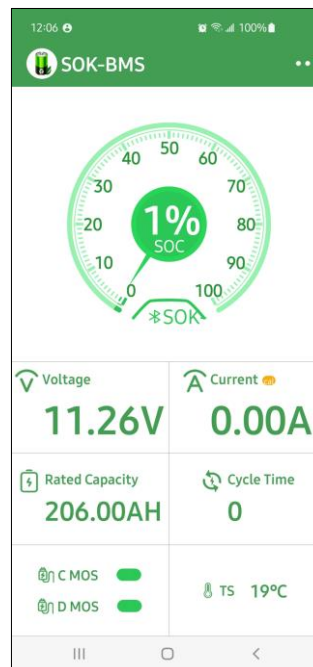 12:06 100%
SOK-BMS
50
40 60
30 70
20 1% 80
SOC
10 90
0 100
SOK
Voltage Current
11.26V 0.00A
Rated Capacity Cycle Time
206.00AH 0
C MOS
TS 19°C
D MOS